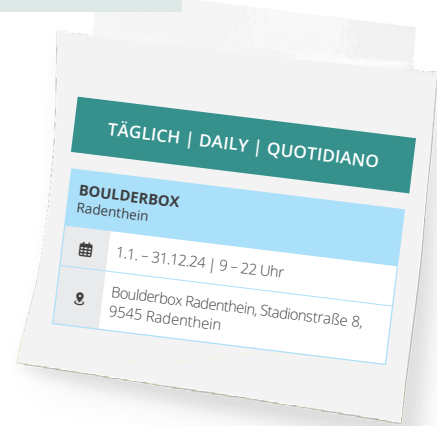 TÄGLICH | DAILY | QUOTIDIANO
BOULDERBOX
Radenthein
1.1. – 31.12.24 | 9 – 22 Uhr
Boulderbox Radenthein, Stadionstraße 8,
9545 Radenthein